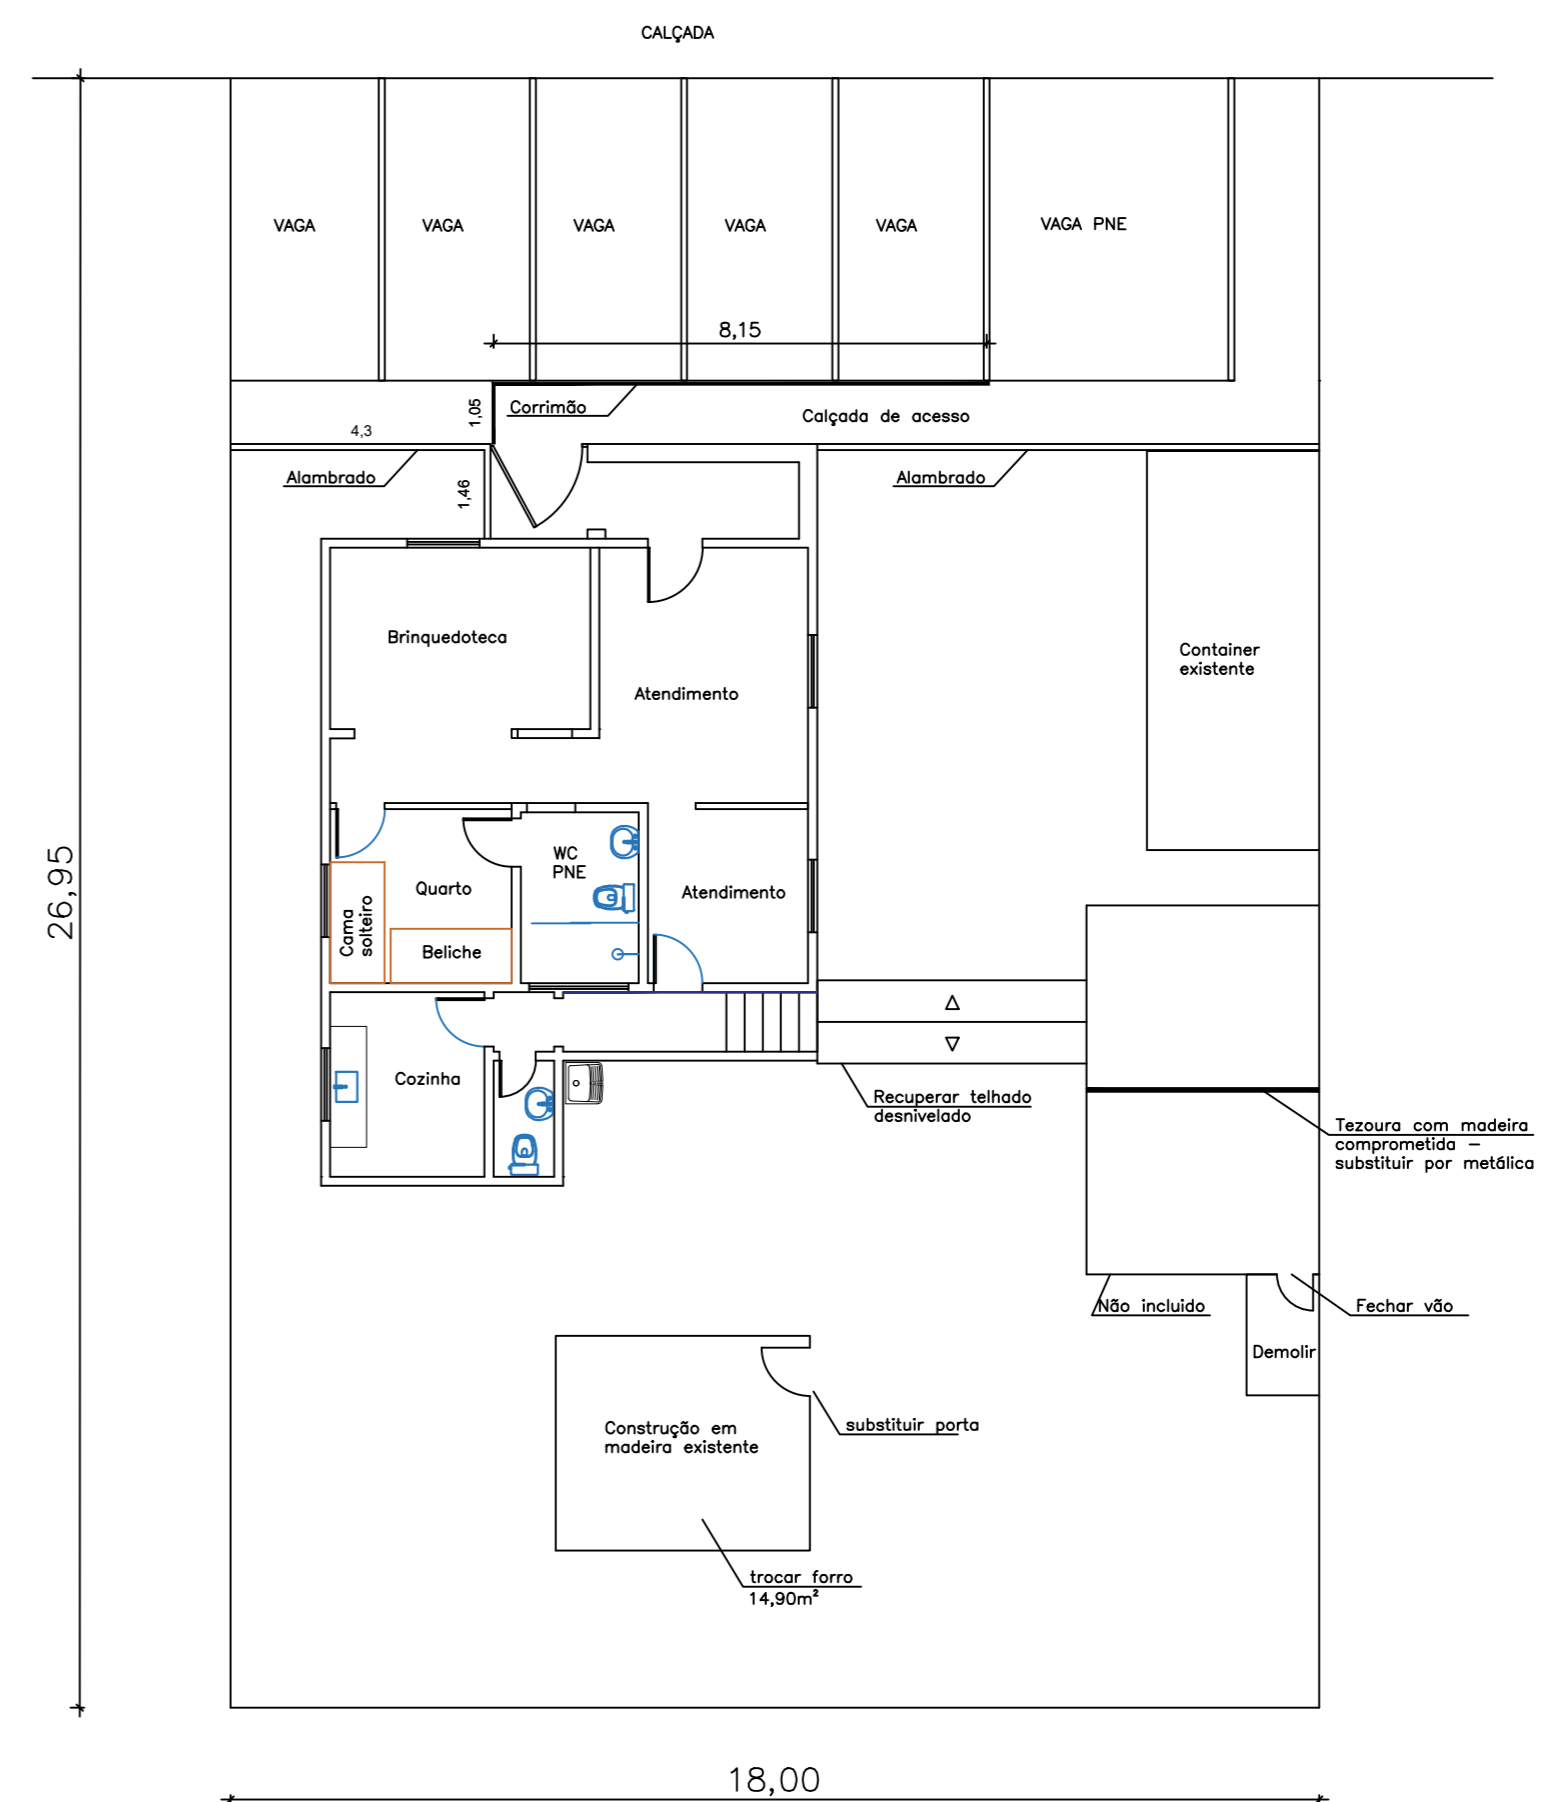 CALÇADA
VAGA
VAGA
VAGA
VAGA
VAGA
VAGA PNE
8,15
1,05
Corrimão
Calçada de acesso
4,3
Alambrado
1,46
Alambrado
Brinquedoteca
Atendimento
Container
existente
WC
PNE
Quarto
Atendimento
Cama
solteiro
Beliche
26,95
Cozinha
Recuperar telhado
desnivelado
Tezoura com madeira
comprometida –
substituir por metálica
Não incluido
Fechar vão
Demolir
substituir porta
Construção em
madeira existente
trocar forro
14,90m²
18,00